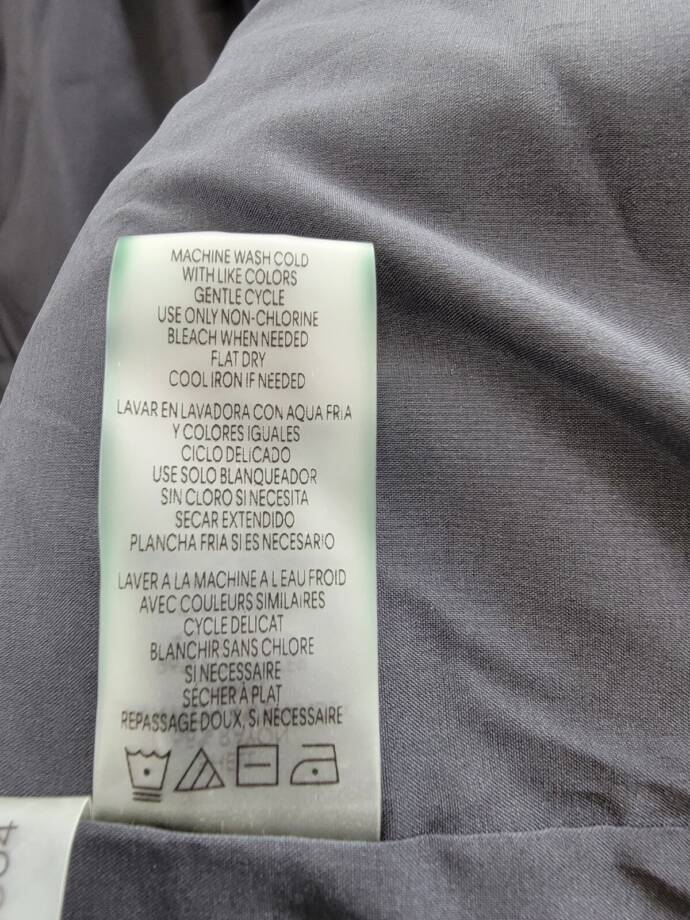 MACHINE WASH COLD
WITH LIKE COLORS
GENTLE CYCLE
USE ONLY NON-CHLORINE
BLEACH WHEN NEEDED
FLAT DRY
COOL IRON IF NEEDED
LAVAR EN LAVADORA CON AQUA FRIA
Y COLORES IGUALES
CICLO DELICADO
USE SOLO BLANQUEADOR
SIN CLORO SI NECESITA
SECAR EXTENDIDO
PLANCHA FRIA SI ES NECESARIO
LAVER A LA MACHINE A L EAU FROID
AVEC COULEURS SIMILAIRES
CYCLE DELICAT
BLANCHIR SANS CHLORE
SI NECESSAIRE
SÉCHER À PLAT
REPASSAGE DOUX, SI NÉCESSAIRE